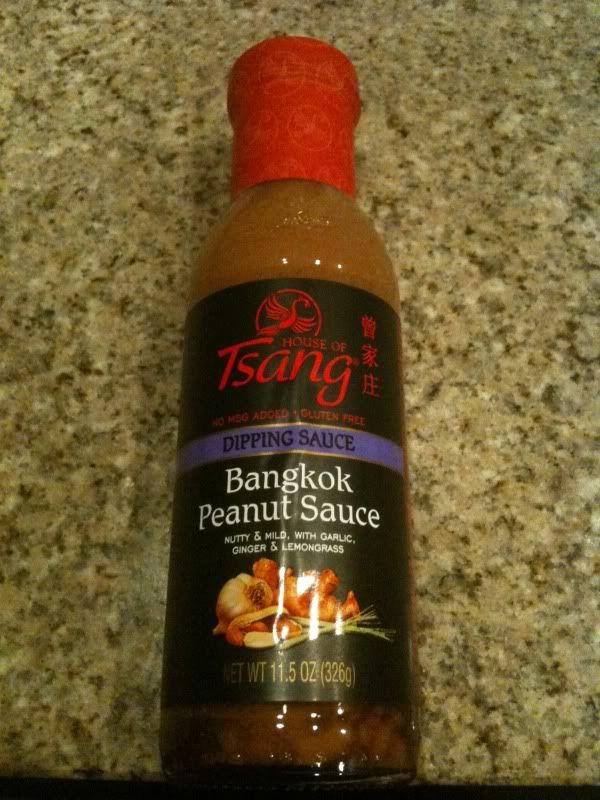 HOUSE OF
Tsang®
曾家庄
NO MSG ADDED • GLUTEN FREE
DIPPING SAUCE
Bangkok
Peanut Sauce
NUTTY & MILD, WITH GARLIC,
GINGER & LEMONGRASS
NET WT 11.5 OZ (326g)